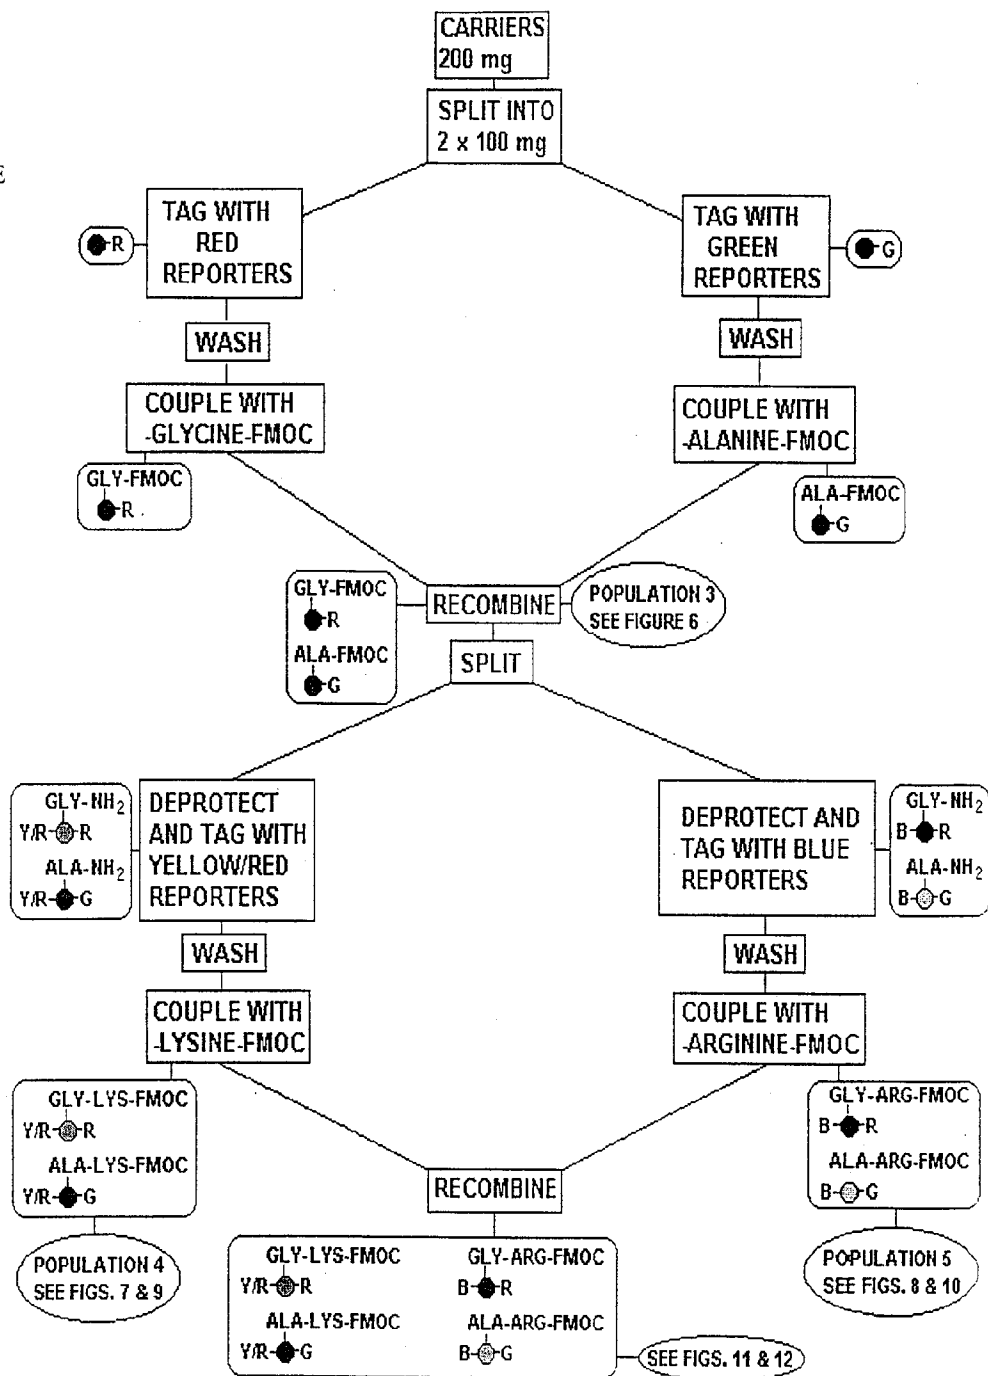 CARRIERS
200 mg
SPLIT INTO
2 x 100 mg
E
TAG WITH
RED
REPORTERS
R
TAG WITH
GREEN
REPORTERS
G
WASH
WASH
COUPLE WITH
-GLYCINE-FMOC
COUPLE WITH
-ALANINE-FMOC
GLY-FMOC
R
ALA-FMOC
G
GLY-FMOC
R
ALA-FMOC
G
RECOMBINE
POPULATION 3
SEE FIGURE 6
SPLIT
GLY-NH2
Y/R R
ALA-NH2
Y/R G
DEPROTECT
AND TAG WITH
YELLOW/RED
REPORTERS
DEPROTECT AND
TAG WITH BLUE
REPORTERS
GLY-NH2
B R
ALA-NH2
B G
WASH
WASH
COUPLE WITH
-LYSINE-FMOC
COUPLE WITH
-ARGININE-FMOC
GLY-LYS-FMOC
Y/R R
ALA-LYS-FMOC
Y/R G
GLY-ARG-FMOC
B R
ALA-ARG-FMOC
B G
RECOMBINE
POPULATION 4
SEE FIGS. 7 & 9
POPULATION 5
SEE FIGS. 8 & 10
GLY-LYS-FMOC
Y/R R
ALA-LYS-FMOC
Y/R G
GLY-ARG-FMOC
B R
ALA-ARG-FMOC
B G
SEE FIGS. 11 & 12